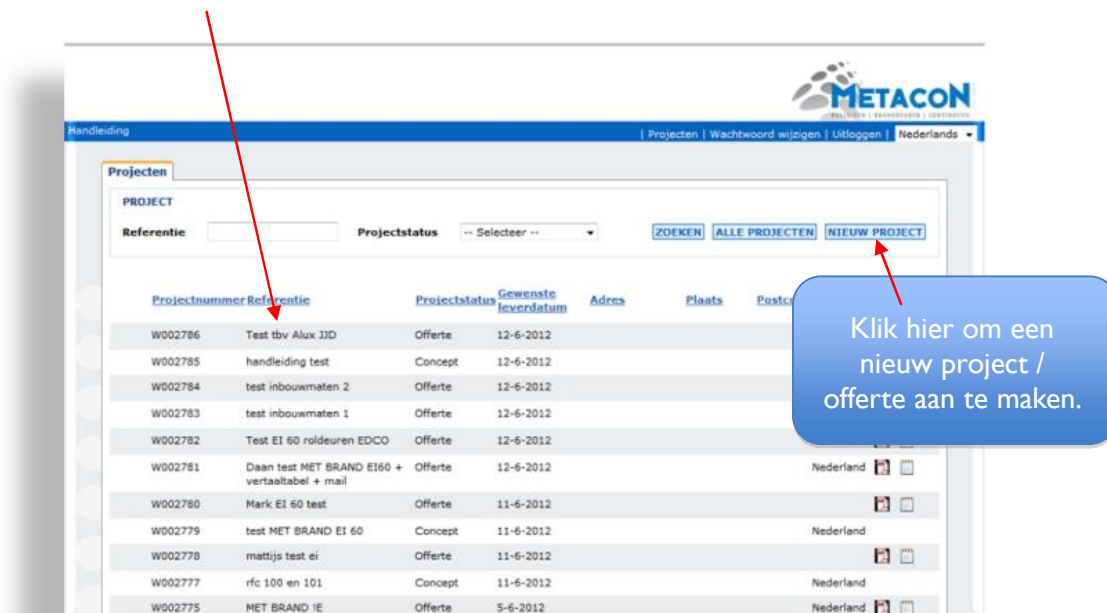 METACON
Handleiding | Projecten | Wachtwoord wijzigen | Uitloggen | Nederlands
Projecten
PROJECT
Referentie Projectstatus -- Selecteer -- ZOEKEN ALLE PROJECTEN NIEUW PROJECT
Projectnummer Referentie Projectstatus Gewenste leverdatum Adres Plaats
Klik hier om een
nieuw project /
offerte aan te maken.
W002786 Test tbv Alux JJD Offerte 12-6-2012
W002785 handleiding test Concept 12-6-2012
W002784 test inbouwmaten 2 Offerte 12-6-2012
W002783 test inbouwmaten 1 Offerte 12-6-2012
W002782 Test EI 60 roldeuren EDCO Offerte 12-6-2012
W002781 Daan test MET BRAND EI60 + Offerte 12-6-2012 Nederland
vertaaltabel + mail
W002780 Mark EI 60 test Offerte 11-6-2012
W002779 test MET BRAND EI 60 Concept 11-6-2012 Nederland
W002778 mattijs test ei Offerte 11-6-2012
W002777 rfc 100 en 101 Concept 11-6-2012 Nederland
W002775 MET BRAND !E Offerte 5-6-2012 Nederland